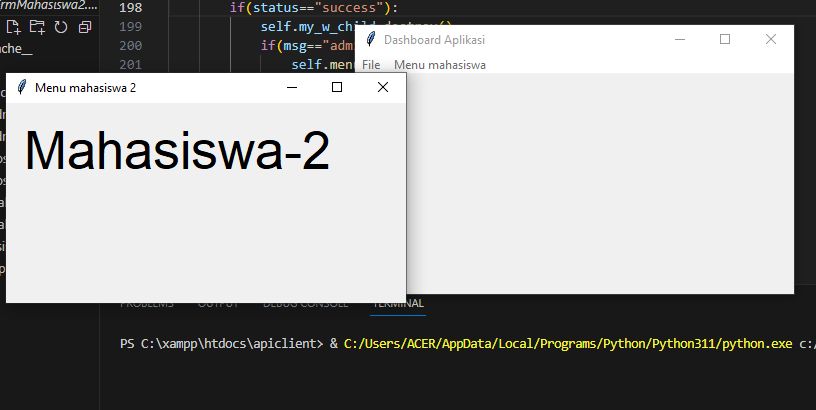 rmMahasiswa2....
198 if(status=="success"):
199 self.my_w_child.destroy()
200 if(msg=="adm
201 self.menu
ache__
Dashboard Aplikasi
File Menu mahasiswa
Menu mahasiswa 2
Mahasiswa-2
PROBLEMS OUTPUT DEBUG CONSOLE TERMINAL
PS C:\xampp\htdocs\apiclient> & C:/Users/ACER/AppData/Local/Programs/Python/Python311/python.exe c:/